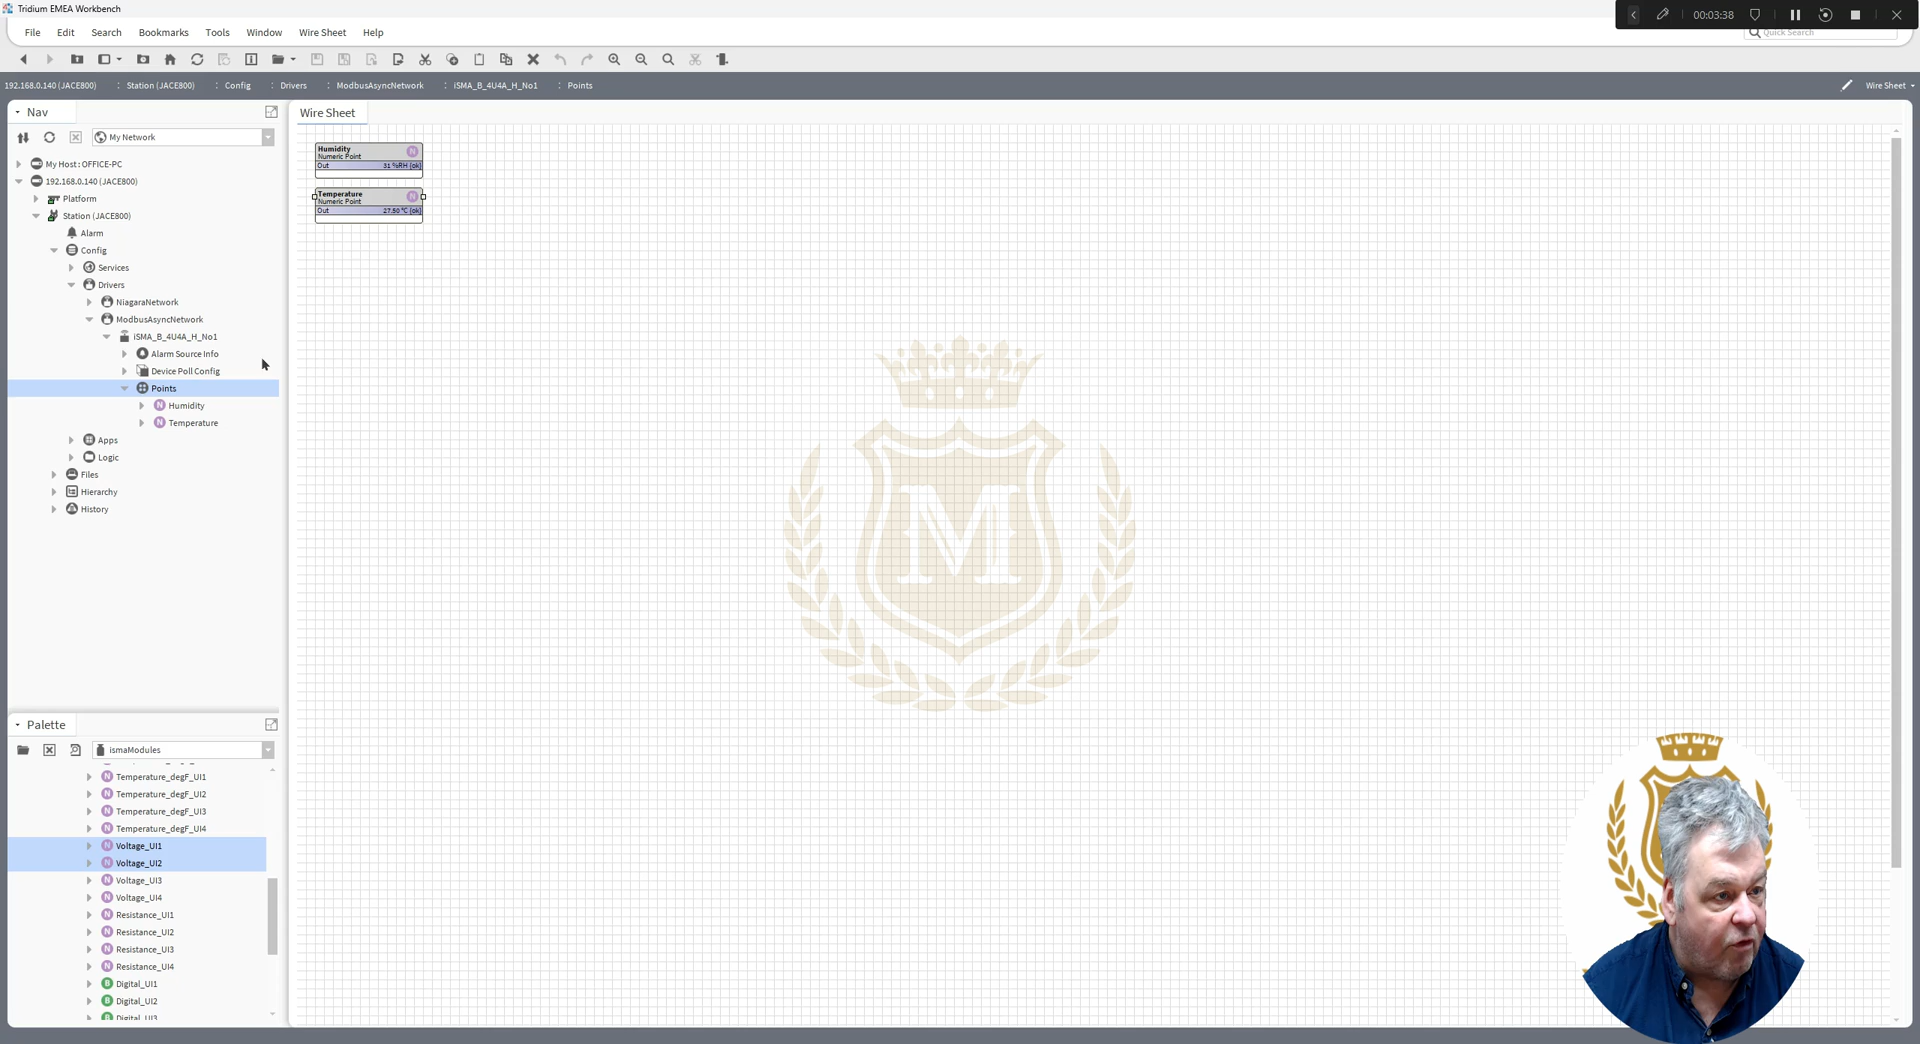 Tridium EMEA Workbench
00:03:38
File Edit Search Bookmarks Tools Window Wire Sheet Help
Quick Search
192.168.0.140 (JACE800) : Station (JACE800) : Config : Drivers : ModbusAsyncNetwork : iSMA_B_4U4A_H_No1 : Points
Wire Sheet
Nav
My Network
My Host : OFFICE-PC
192.168.0.140 (JACE800)
Platform
Station (JACE800)
Alarm
Config
Services
Drivers
NiagaraNetwork
ModbusAsyncNetwork
iSMA_B_4U4A_H_No1
Alarm Source Info
Device Poll Config
Points
N Humidity
N Temperature
Apps
Logic
Files
Hierarchy
History
Wire Sheet
Humidity N
Numeric Point
Out 31 %RH {ok}
Temperature N
Numeric Point
Out 27.50 °C {ok}
M
Palette
ismaModules
N Temperature_degF_UI1
N Temperature_degF_UI2
N Temperature_degF_UI3
N Temperature_degF_UI4
N Voltage_UI1
N Voltage_UI2
N Voltage_UI3
N Voltage_UI4
N Resistance_UI1
N Resistance_UI2
N Resistance_UI3
N Resistance_UI4
B Digital_UI1
B Digital_UI2
Digital_UI3